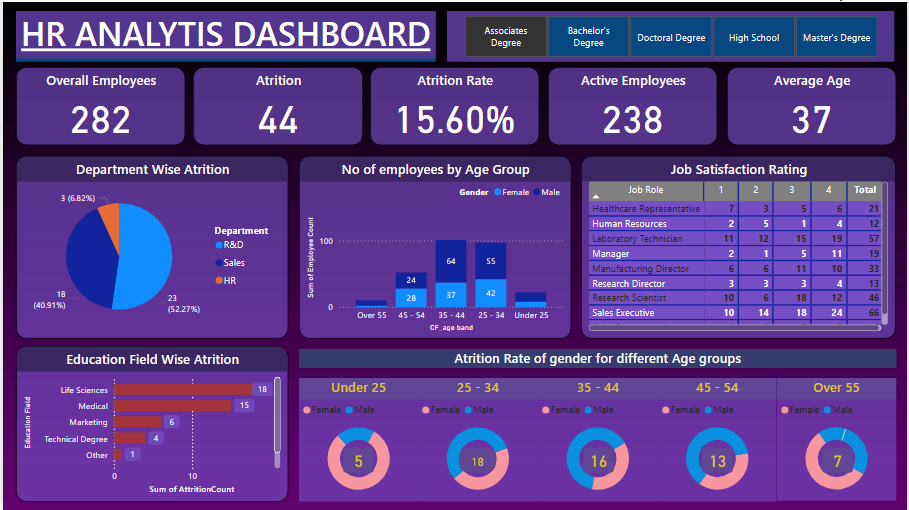 HR ANALYTIS DASHBOARD
Associates Degree
Bachelor's Degree
Doctoral Degree
High School
Master's Degree
Overall Employees
282
Atrition
44
Atrition Rate
15.60%
Active Employees
238
Average Age
37
Department Wise Atrition
3 (6.82%)
18 (40.91%)
23 (52.27%)
Department
R&D
Sales
HR
No of employees by Age Group
Gender Female Male
Sum of Employee Count
100
0
24
28
64
37
55
42
Over 55 45 - 54 35 - 44 25 - 34 Under 25
CF_age band
Job Satisfaction Rating
Job Role 1 2 3 4 Total
Healthcare Representative 7 3 5 6 21
Human Resources 2 5 1 4 12
Laboratory Technician 11 12 15 19 57
Manager 2 1 5 11 19
Manufacturing Director 6 6 11 10 33
Research Director 3 3 3 4 13
Research Scientist 10 6 18 12 46
Sales Executive 10 14 18 24 66
Education Field Wise Atrition
Education Field
Life Sciences 18
Medical 15
Marketing 6
Technical Degree 4
Other 1
0 10
Sum of AttritionCount
Atrition Rate of gender for different Age groups
Under 25
Female Male
5
25 - 34
Female Male
18
35 - 44
Female Male
16
45 - 54
Female Male
13
Over 55
Female Male
7